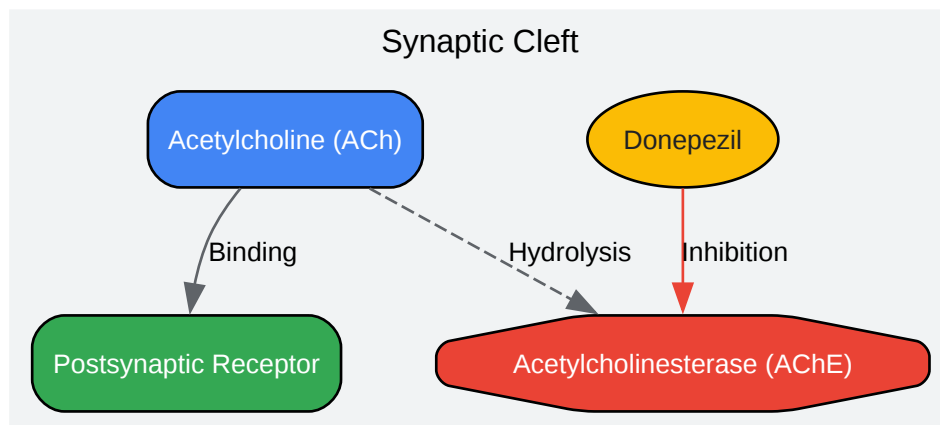 Synaptic Cleft
Acetylcholine (ACh)
Donepezil
Binding
Hydrolysis
Inhibition
Postsynaptic Receptor
Acetylcholinesterase (AChE)